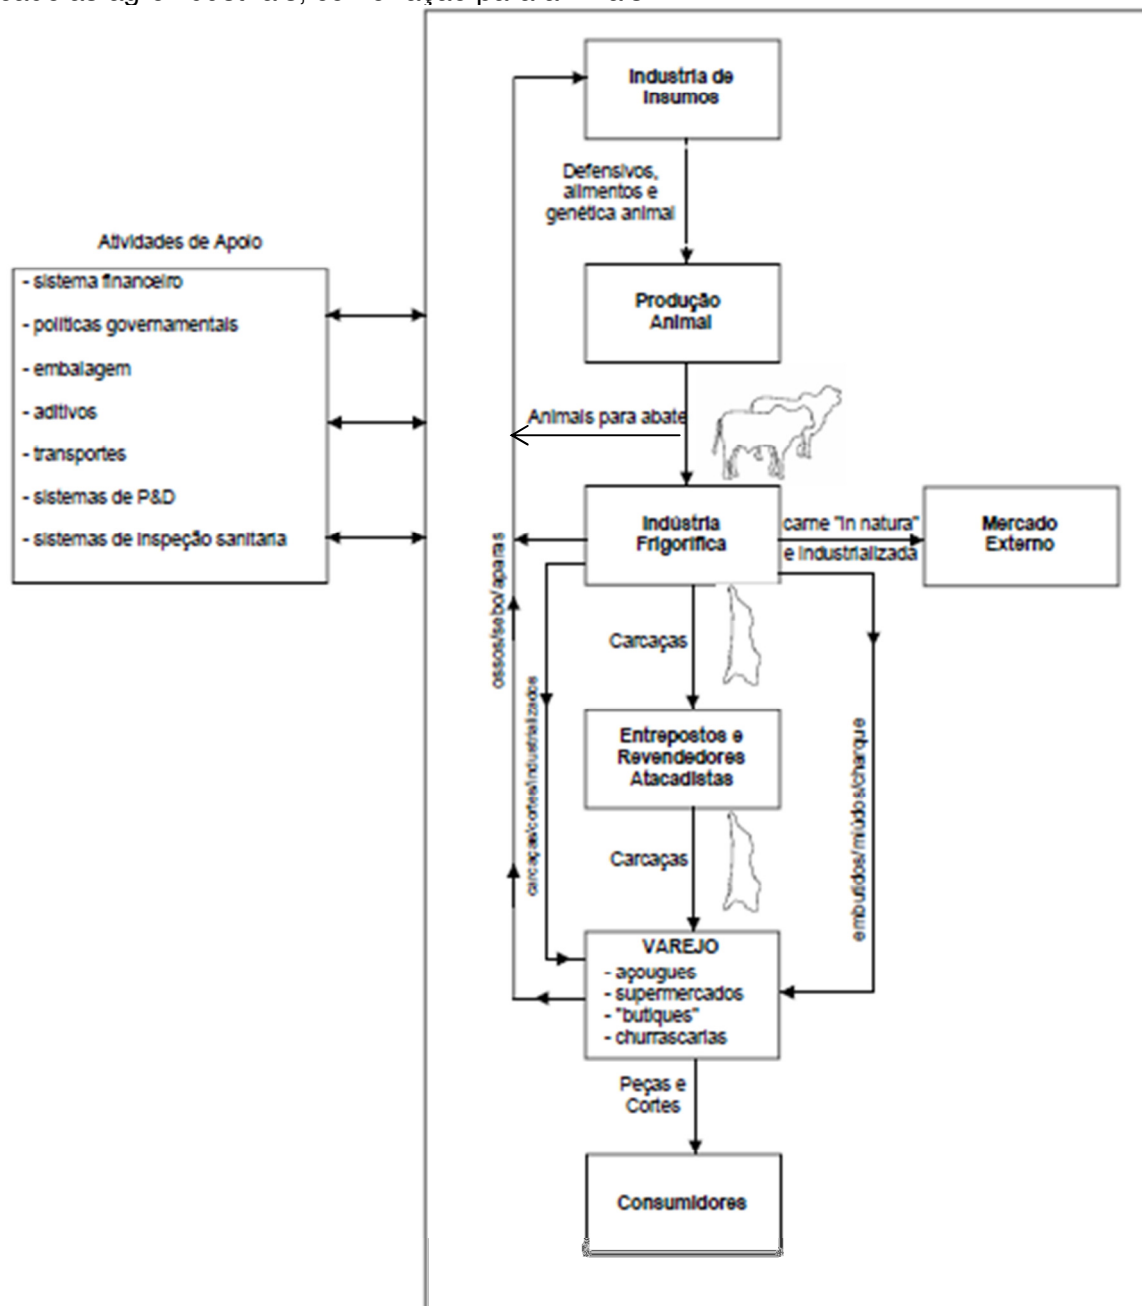 Industria de
Insumos
Defensivos,
alimentos e
genética animal
Atividades de Apoio
- sistema financeiro
- políticas governamentais
- embalagem
- aditivos
- transportes
- sistemas de P&D
- sistemas de inspeção sanitária
Produção
Animal
Animais para abate
Indústria
Frigorífica
carne "in natura"
e industrializada
Mercado
Externo
ossos/sebo/aparas
carcaças/cortes/industrializados
Carcaças
embutidos/miúdos/charque
Entrepostos e
Revendedores
Atacadistas
Carcaças
VAREJO
- açougues
- supermercados
- "butiques"
- churrascarias
Peças e
Cortes
Consumidores